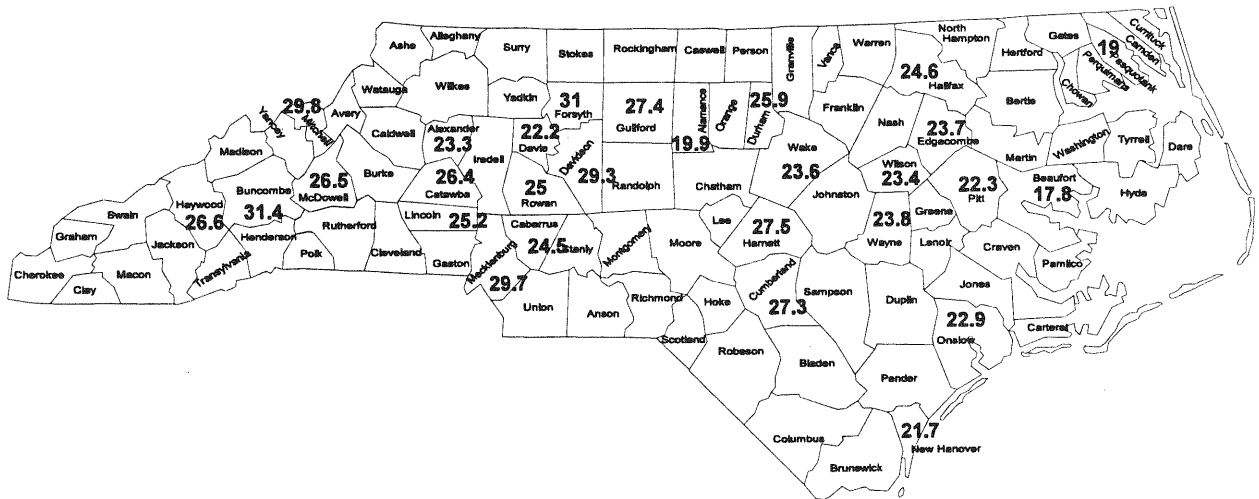 Ashe
Alleghany
Surry
Stokes
Rockingham
Caswell
Person
Granville
Vance
Warren
North
Hampton
Gates
Currituck
Camden
19
Pasquotank
Perquimans
Chowan
Hertford
24.6
Halifax
Bertie
Watauga
Wilkes
Yadkin
31
Forsyth
27.4
Guilford
Alamance
19.9
Orange
25.9
Durham
Franklin
Nash
23.7
Edgecombe
Martin
Washington
Tyrrell
Dare
Yancey
29.8
Mitchell
Avery
Caldwell
Alexander
23.3
Iredell
22.2
Davie
Davidson
29.3
Randolph
Chatham
Wake
23.6
Johnston
Wilson
23.4
22.3
Pitt
Beaufort
17.8
Hyde
Madison
Buncombe
31.4
26.5
McDowell
Burke
26.4
Catawba
25
Rowan
Haywood
26.6
Swain
Graham
Jackson
Henderson
Transylvania
Polk
Rutherford
Cleveland
Lincoln
25.2
Gaston
Cabarrus
24.5
Stanly
Mecklenburg
29.7
Montgomery
Moore
Lee
27.5
Harnett
23.8
Wayne
Greene
Lenoir
Craven
Pamlico
Cherokee
Clay
Macon
Union
Anson
Richmond
Hoke
Scotland
Cumberland
27.3
Sampson
Duplin
Jones
22.9
Onslow
Carteret
Robeson
Bladen
Pender
Columbus
Brunswick
21.7
New Hanover